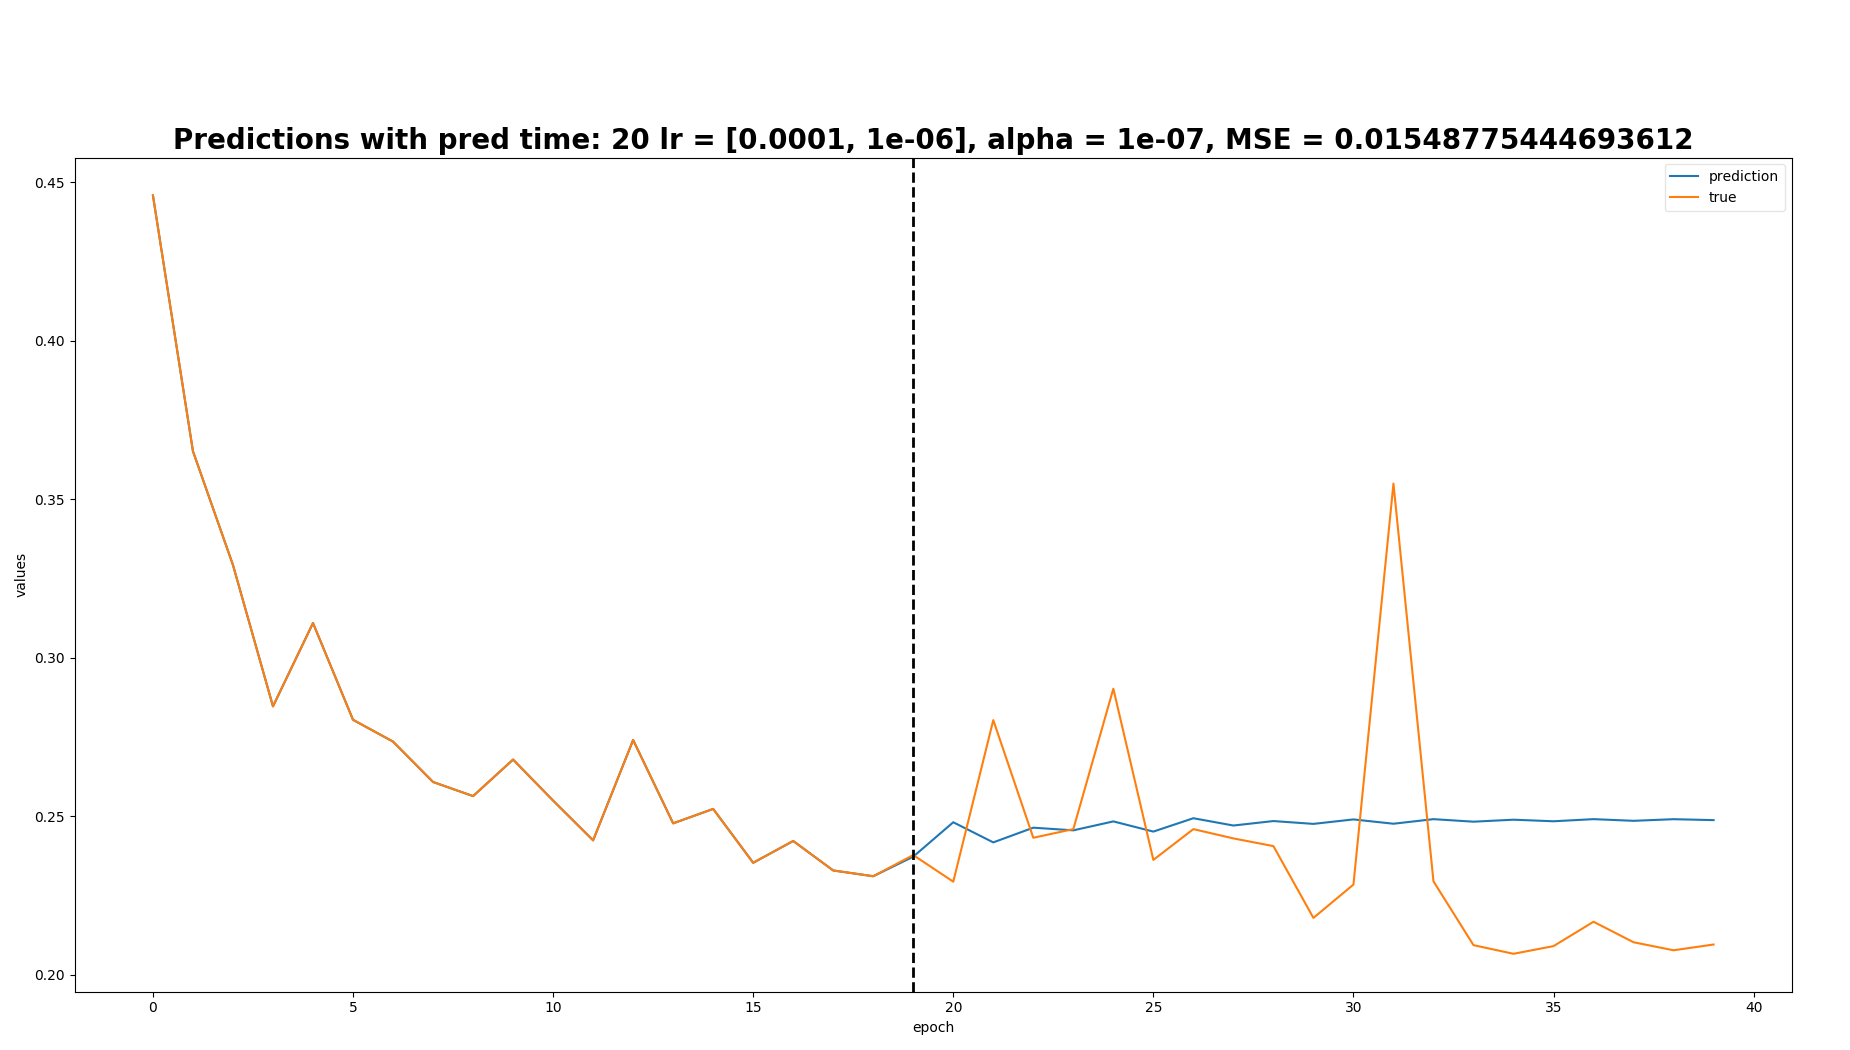 Predictions with pred time: 20 lr = [0.0001, 1e-06], alpha = 1e-07, MSE = 0.01548775444693612
prediction
true
0.45
0.40
0.35
0.30
0.25
0.20
values
0 5 10 15 20 25 30 35 40
epoch